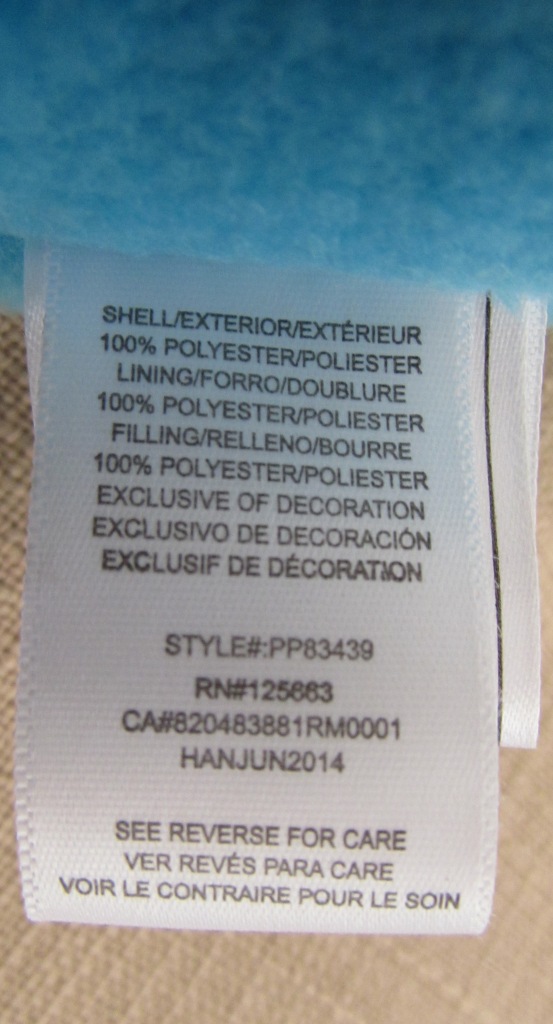 SHELL/EXTERIOR/EXTÉRIEUR
100% POLYESTER/POLIESTER
LINING/FORRO/DOUBLURE
100% POLYESTER/POLIESTER
FILLING/RELLENO/BOURRE
100% POLYESTER/POLIESTER
EXCLUSIVE OF DECORATION
EXCLUSIVO DE DECORACIÓN
EXCLUSIF DE DÉCORATION
STYLE#:PP83439
RN#125663
CA#820483881RM0001
HANJUN2014
SEE REVERSE FOR CARE
VER REVÉS PARA CARE
VOIR LE CONTRAIRE POUR LE SOIN